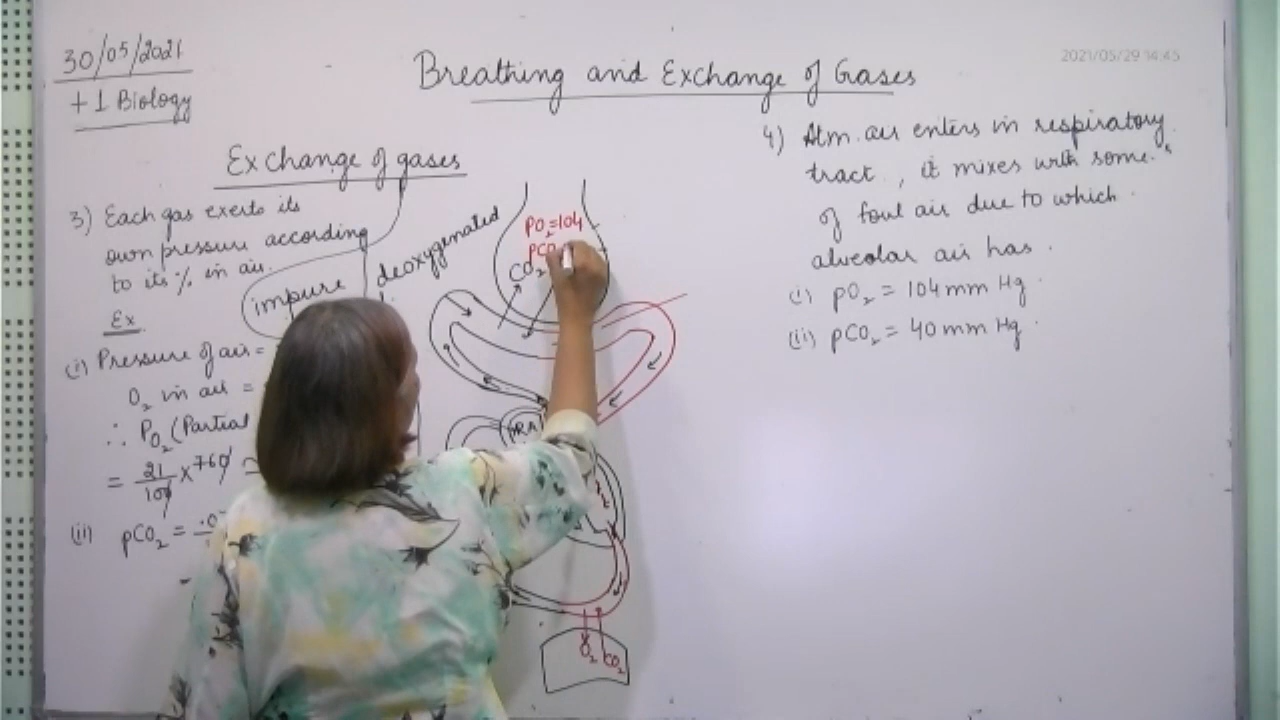 30/05/2021
+1 Biology
Breathing and Exchange of Gases
2021/05/29 14:45
Exchange of gases
3) Each gas exerts its
own pressure according
to its % in air.
Ex
(i) Pressure of air =
O2 in air =
∴ PO2 (Partial
= 21/100 × 760
(ii) pCO2 =
impure
deoxygenated
PO2=104
PCO
CO2
RA
O2
CO2
4) Atm. air enters in respiratory
tract, it mixes with some
of foul air due to which
alveolar air has
(i) pO2 = 104 mm Hg
(ii) pCO2 = 40 mm Hg